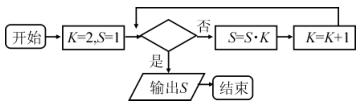 开始
K=2,S=1
否
S=S·K
K=K+1
是
输出S
结束